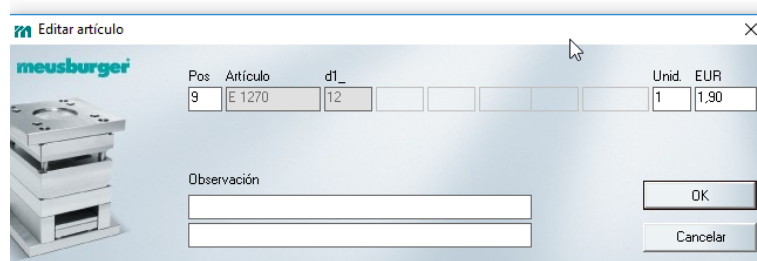 Editar artículo
meusburger
Pos Artículo d1_ Unid. EUR
9 E 1270 12 1 1,90
Observación
OK
Cancelar